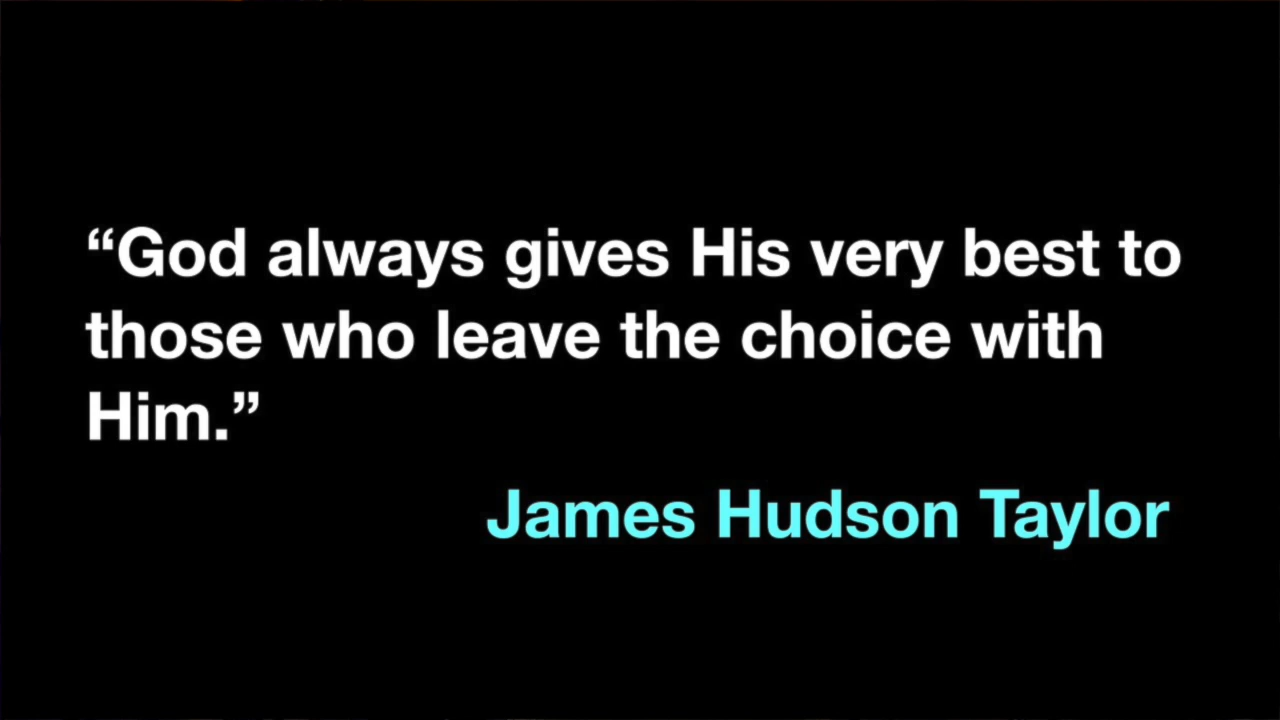 “God always gives His very best to
those who leave the choice with
Him.”
James Hudson Taylor